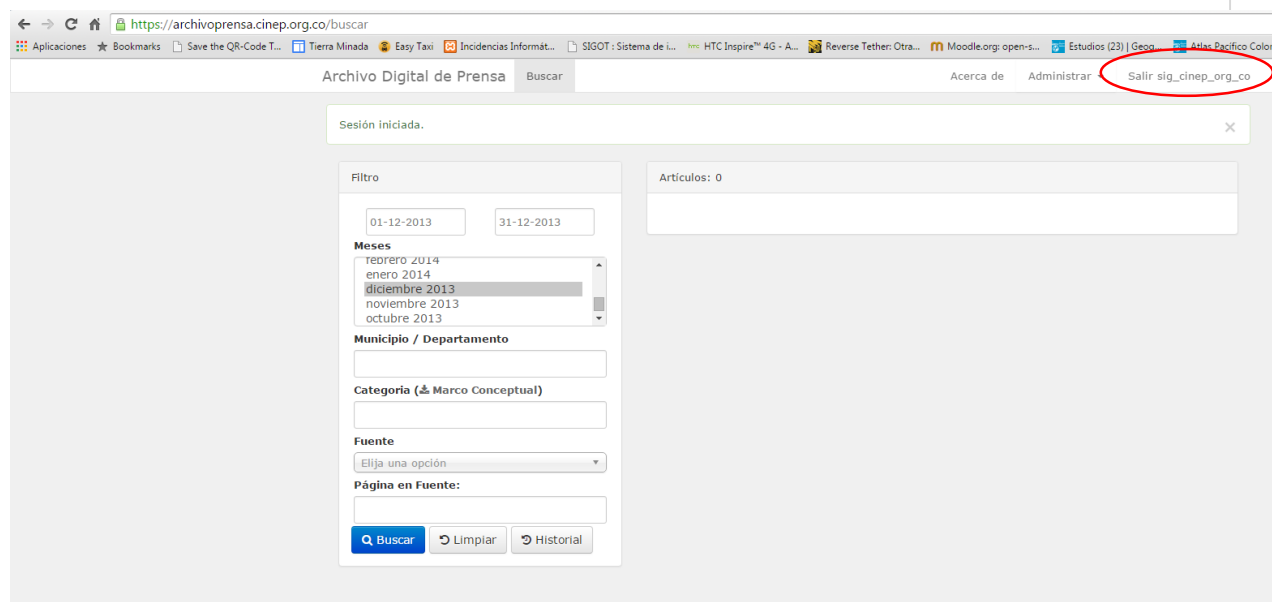 https://archivoprensa.cinep.org.co/buscar
Aplicaciones Bookmarks Save the QR-Code T... Tierra Minada Easy Taxi Incidencias Informát... SIGOT : Sistema de i... HTC Inspire™ 4G - A... Reverse Tether: Otra... Moodle.org: open-s... Estudios (23) | Geog... Atlas Pacífico Color
Archivo Digital de Prensa Buscar Acerca de Administrar Salir sig_cinep_org_co
Sesión iniciada. ×
Filtro
Artículos: 0
01-12-2013 31-12-2013
Meses
febrero 2014
enero 2014
diciembre 2013
noviembre 2013
octubre 2013
Municipio / Departamento
Categoria ( Marco Conceptual)
Fuente
Elija una opción
Página en Fuente:
Buscar Limpiar Historial